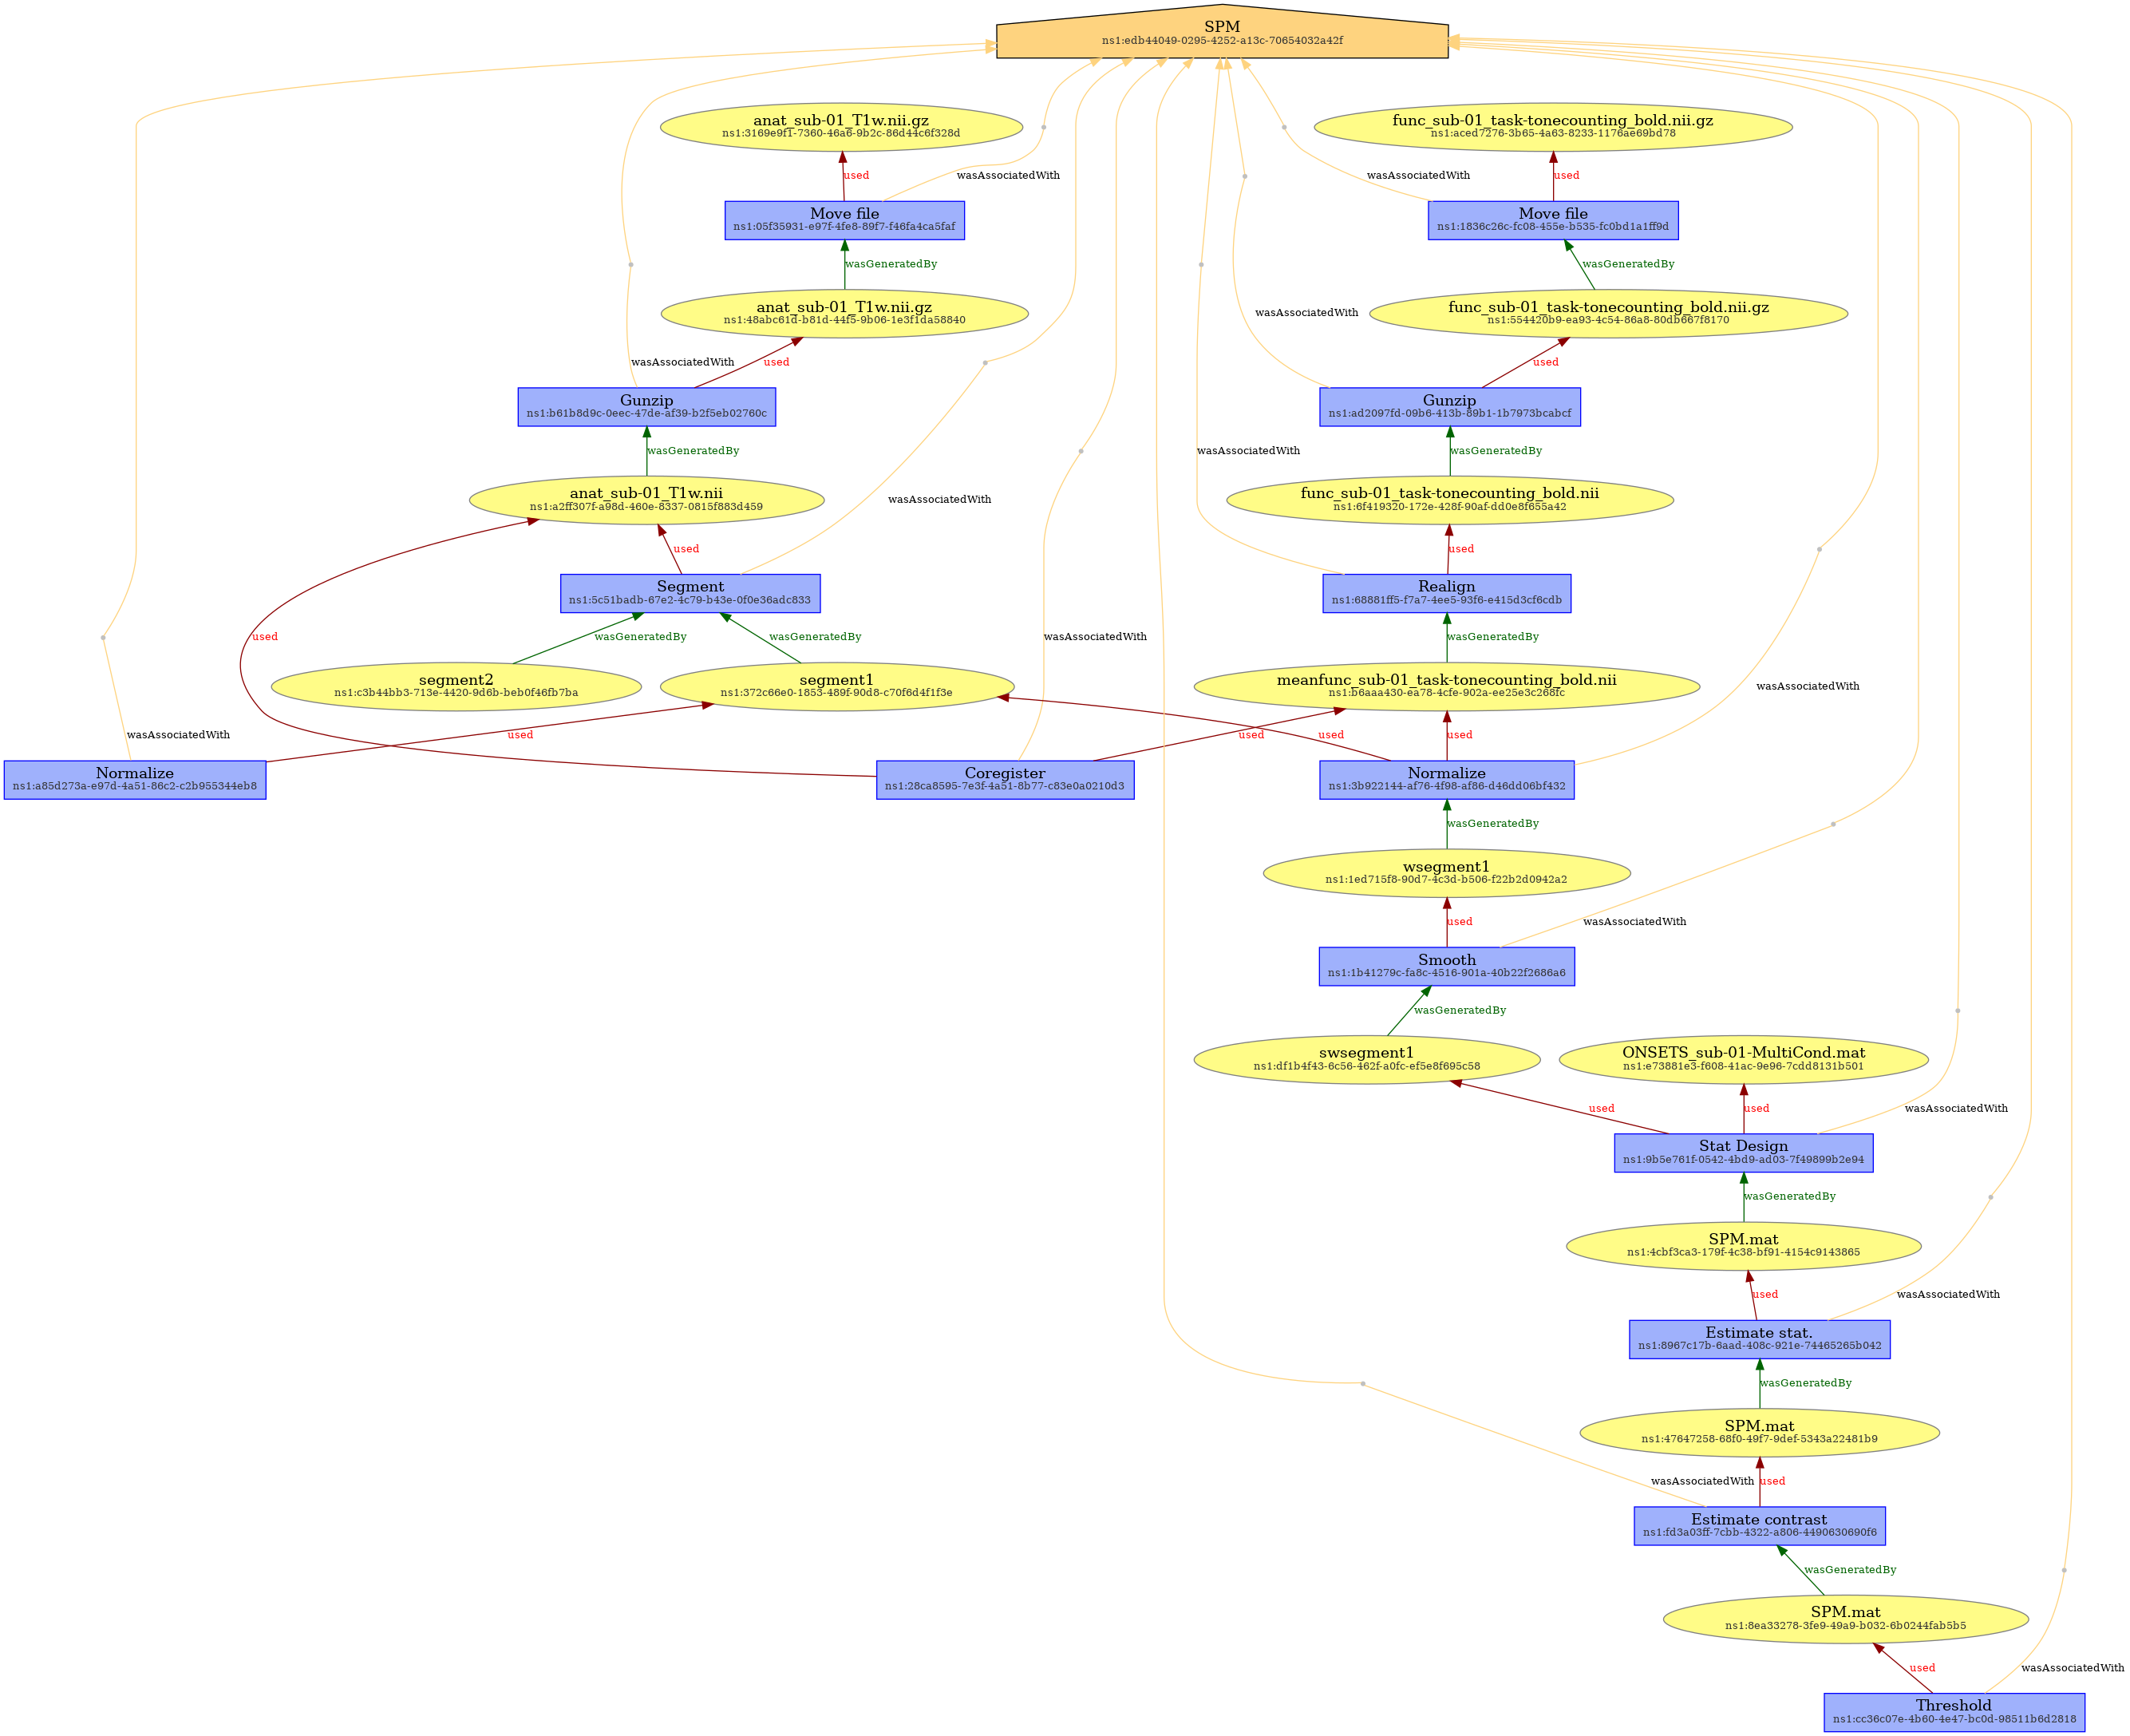 SPM
ns1:edb44049-0295-4252-a13c-70654032a42f
anat_sub-01_T1w.nii.gz
ns1:3169e9f1-7360-46a6-9b2c-86d44c6f328d
func_sub-01_task-tonecounting_bold.nii.gz
ns1:aced7276-3b65-4a63-8233-1176ae69bd78
used
wasAssociatedWith
wasAssociatedWith
used
Move file
ns1:05f35931-e97f-4fe8-89f7-f46fa4ca5faf
Move file
ns1:1836c26c-fc08-455e-b535-fc0bd1a1ff9d
wasGeneratedBy
wasGeneratedBy
anat_sub-01_T1w.nii.gz
ns1:48abc61d-b81d-44f5-9b06-1e3f1da58840
wasAssociatedWith
func_sub-01_task-tonecounting_bold.nii.gz
ns1:554420b9-ea93-4c54-86a8-80db667f8170
wasAssociatedWith
used
used
Gunzip
ns1:b61b8d9c-0eec-47de-af39-b2f5eb02760c
Gunzip
ns1:ad2097fd-09b6-413b-89b1-1b7973bcabcf
wasGeneratedBy
wasAssociatedWith
wasGeneratedBy
anat_sub-01_T1w.nii
ns1:a2ff307f-a98d-460e-8337-0815f883d459
wasAssociatedWith
func_sub-01_task-tonecounting_bold.nii
ns1:6f419320-172e-428f-90af-dd0e8f655a42
used
used
Segment
ns1:5c51badb-67e2-4c79-b43e-0f0e36adc833
Realign
ns1:68881ff5-f7a7-4ee5-93f6-e415d3cf6cdb
used
wasGeneratedBy
wasGeneratedBy
wasAssociatedWith
wasGeneratedBy
segment2
ns1:c3b44bb3-713e-4420-9d6b-beb0f46fb7ba
segment1
ns1:372c66e0-1853-489f-90d8-c70f6d4f1f3e
meanfunc_sub-01_task-tonecounting_bold.nii
ns1:b6aaa430-ea78-4cfe-902a-ee25e3c268fc
wasAssociatedWith
wasAssociatedWith
used
used
used
used
Normalize
ns1:a85d273a-e97d-4a51-86c2-c2b955344eb8
Coregister
ns1:28ca8595-7e3f-4a51-8b77-c83e0a0210d3
Normalize
ns1:3b922144-af76-4f98-af86-d46dd06bf432
wasGeneratedBy
wsegment1
ns1:1ed715f8-90d7-4c3d-b506-f22b2d0942a2
used
wasAssociatedWith
Smooth
ns1:1b41279c-fa8c-4516-901a-40b22f2686a6
wasGeneratedBy
swsegment1
ns1:df1b4f43-6c56-462f-a0fc-ef5e8f695c58
ONSETS_sub-01-MultiCond.mat
ns1:e73881e3-f608-41ac-9e96-7cdd8131b501
used
used
wasAssociatedWith
Stat Design
ns1:9b5e761f-0542-4bd9-ad03-7f49899b2e94
wasGeneratedBy
SPM.mat
ns1:4cbf3ca3-179f-4c38-bf91-4154c9143865
used
wasAssociatedWith
Estimate stat.
ns1:8967c17b-6aad-408c-921e-74465265b042
wasGeneratedBy
SPM.mat
ns1:47647258-68f0-49f7-9def-5343a22481b9
wasAssociatedWith
used
Estimate contrast
ns1:fd3a03ff-7cbb-4322-a806-4490630690f6
wasGeneratedBy
SPM.mat
ns1:8ea33278-3fe9-49a9-b032-6b0244fab5b5
used
wasAssociatedWith
Threshold
ns1:cc36c07e-4b60-4e47-bc0d-98511b6d2818